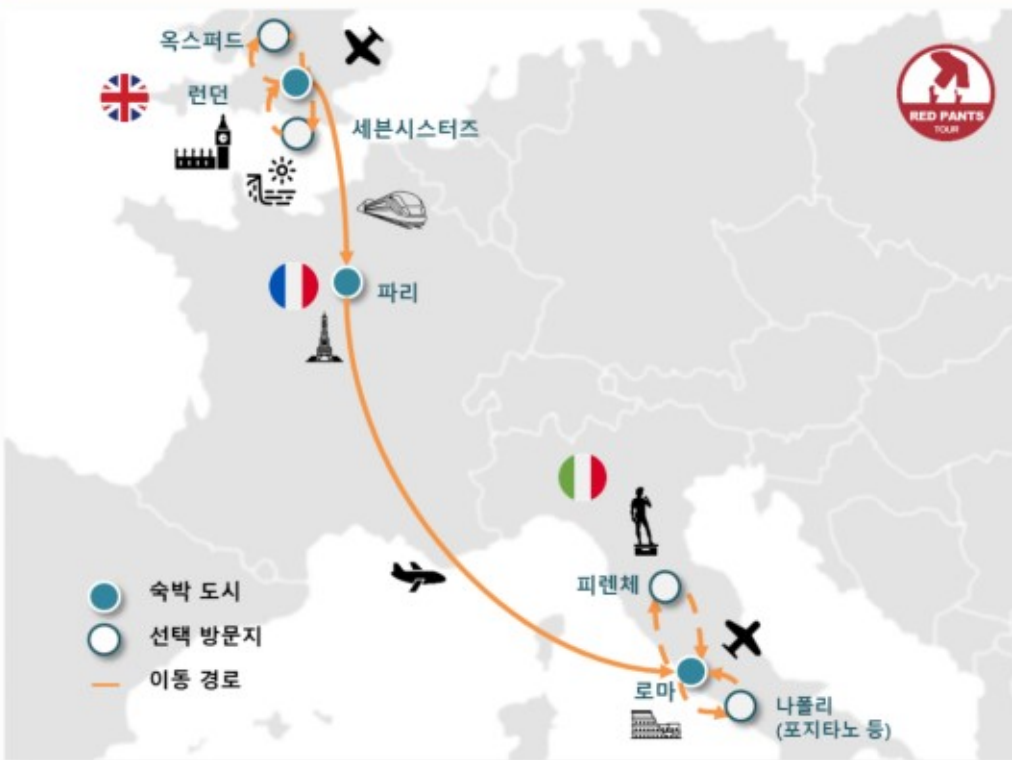 옥스퍼드
런던
세븐시스터즈
RED PANTS
TOUR
파리
피렌체
로마
나폴리
(포지타노 등)
숙박 도시
선택 방문지
이동 경로